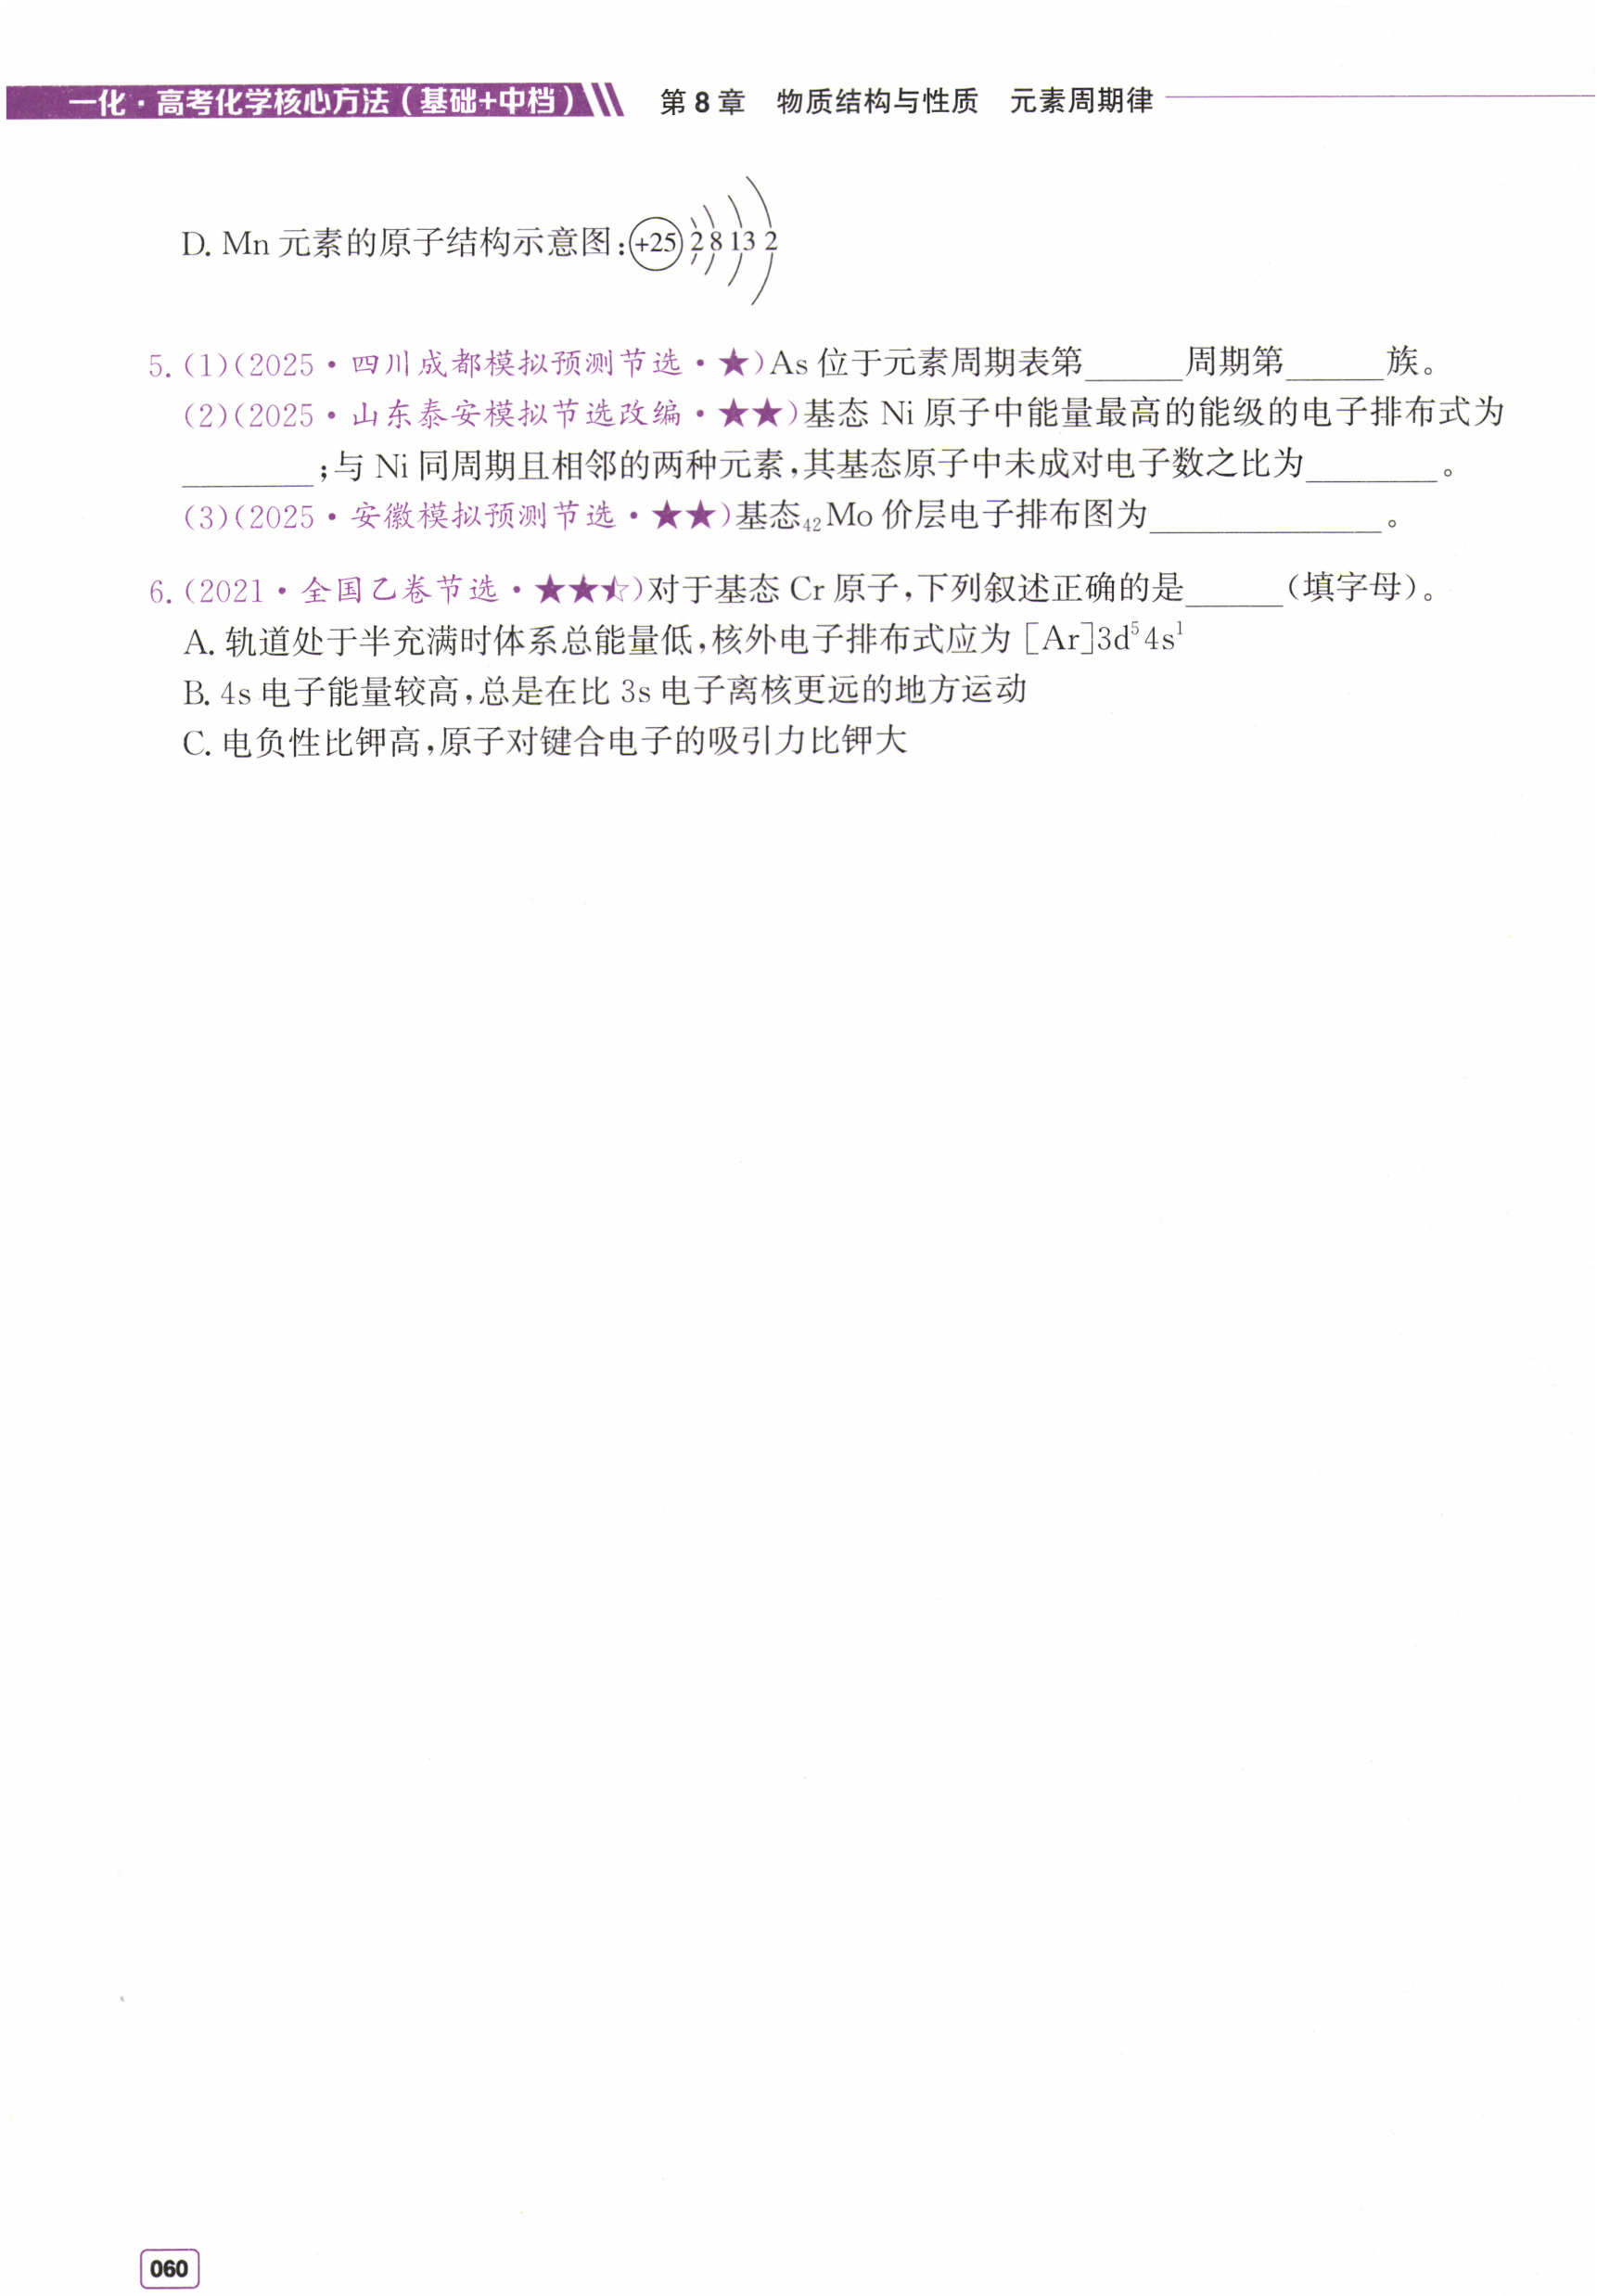 一化·高考化学核心方法（基础+中档） 第8章 物质结构与性质 元素周期律
D. Mn 元素的原子结构示意图:+25 2 8 13 2
5. (1)(2025·四川成都模拟预测节选·★)As 位于元素周期表第______周期第______族。
(2)(2025·山东泰安模拟节选改编·★★)基态 Ni 原子中能量最高的能级的电子排布式为
________;与 Ni 同周期且相邻的两种元素,其基态原子中未成对电子数之比为________。
(3)(2025·安徽模拟预测节选·★★)基态₄₂Mo 价层电子排布图为______________。
6. (2021·全国乙卷节选·★★⯪)对于基态 Cr 原子,下列叙述正确的是______(填字母)。
A. 轨道处于半充满时体系总能量低,核外电子排布式应为 [Ar]3d⁵4s¹
B. 4s 电子能量较高,总是在比 3s 电子离核更远的地方运动
C. 电负性比钾高,原子对键合电子的吸引力比钾大
060